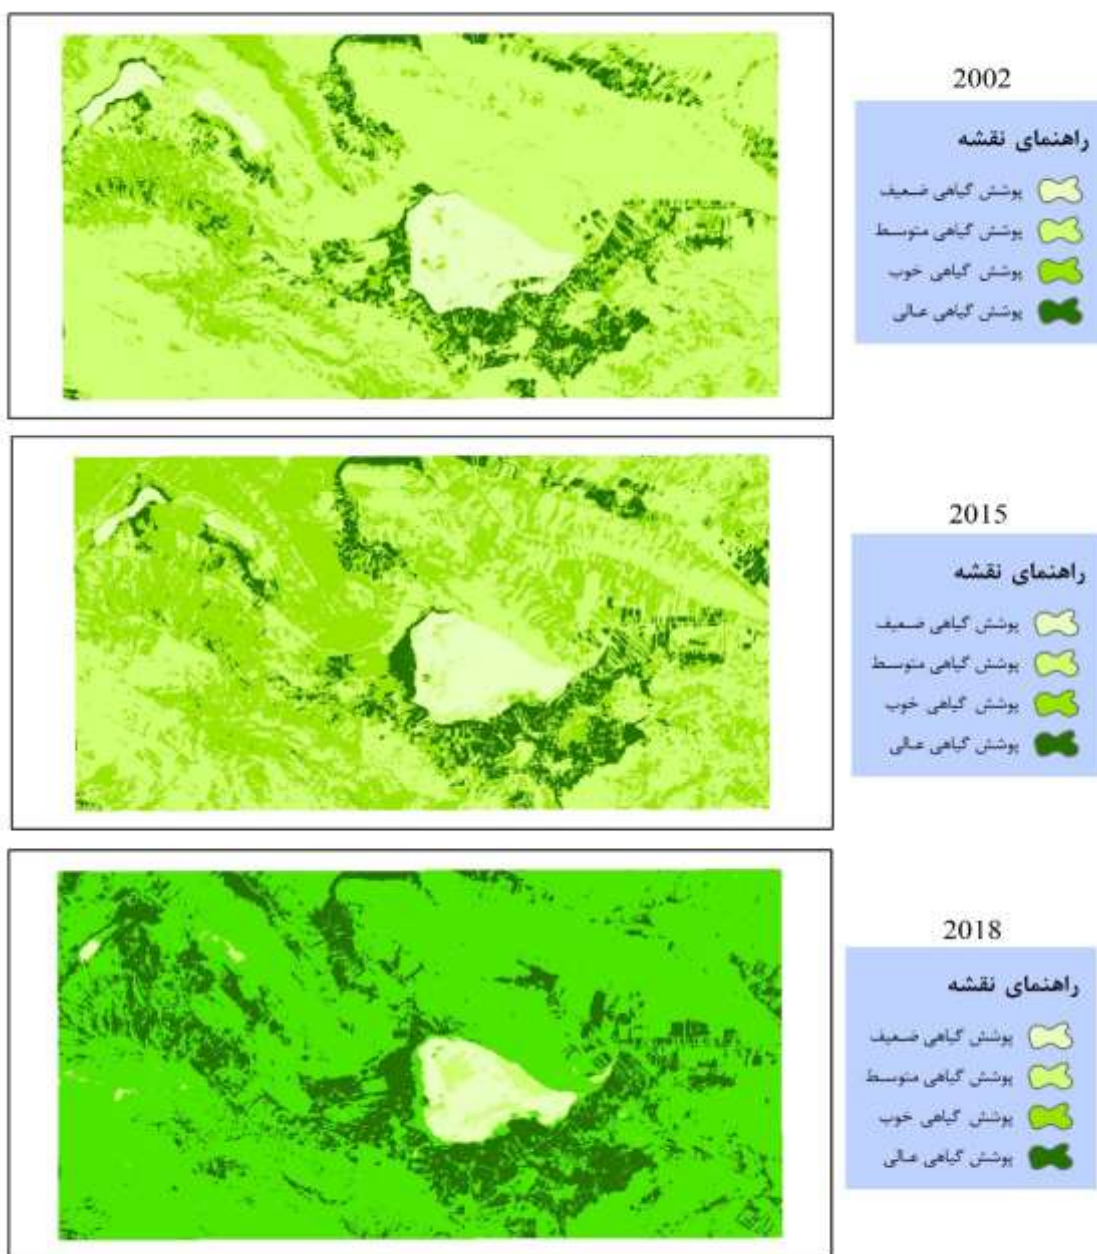 2002
راهنمای نقشه
پوشش گیاهی ضعیف
پوشش گیاهی متوسط
پوشش گیاهی خوب
پوشش گیاهی عالی
2015
راهنمای نقشه
پوشش گیاهی ضعیف
پوشش گیاهی متوسط
پوشش گیاهی خوب
پوشش گیاهی عالی
2018
راهنمای نقشه
پوشش گیاهی ضعیف
پوشش گیاهی متوسط
پوشش گیاهی خوب
پوشش گیاهی عالی